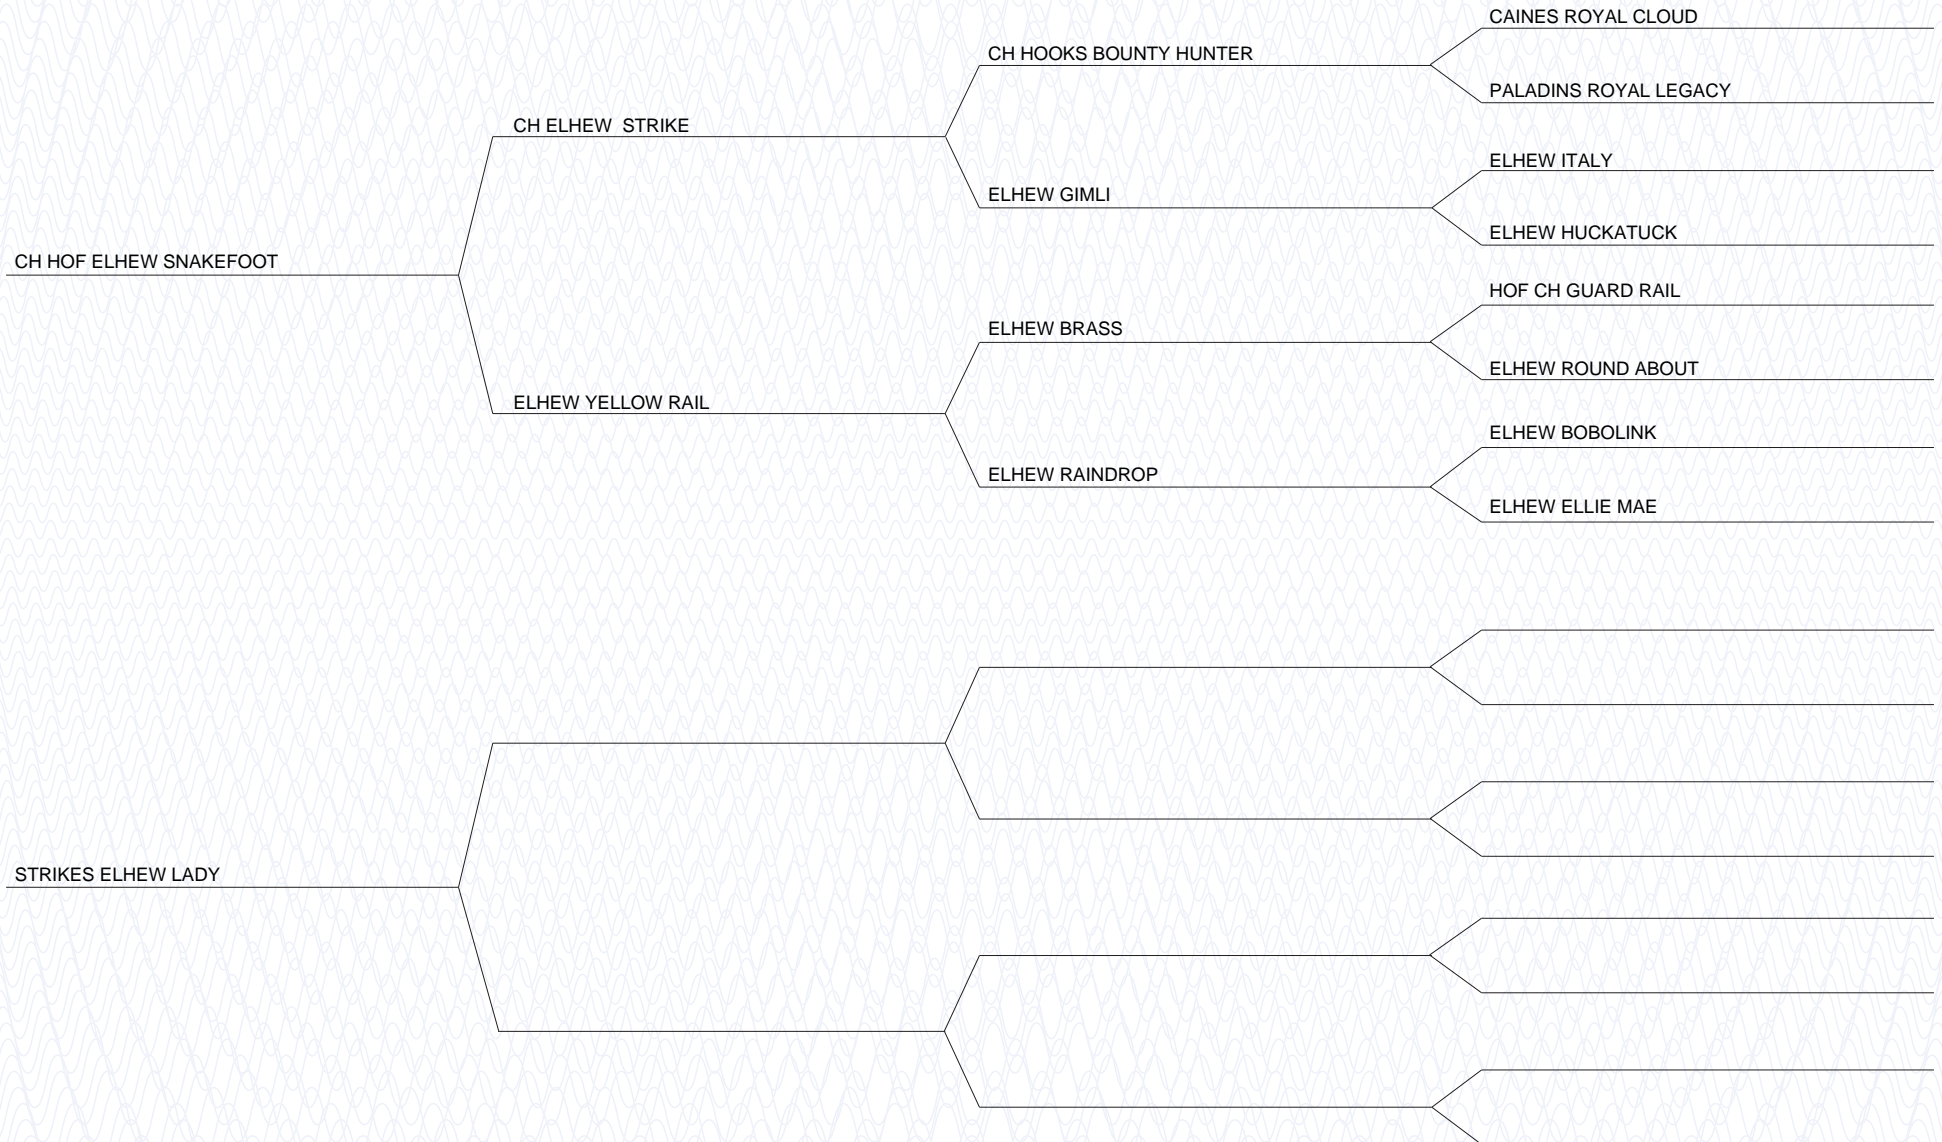 CAINES ROYAL CLOUD
CH HOOKS BOUNTY HUNTER
PALADINS ROYAL LEGACY
CH ELHEW  STRIKE
ELHEW ITALY
ELHEW GIMLI
ELHEW HUCKATUCK
CH HOF ELHEW SNAKEFOOT
HOF CH GUARD RAIL
ELHEW BRASS
ELHEW ROUND ABOUT
ELHEW YELLOW RAIL
ELHEW BOBOLINK
ELHEW RAINDROP
ELHEW ELLIE MAE
STRIKES ELHEW LADY